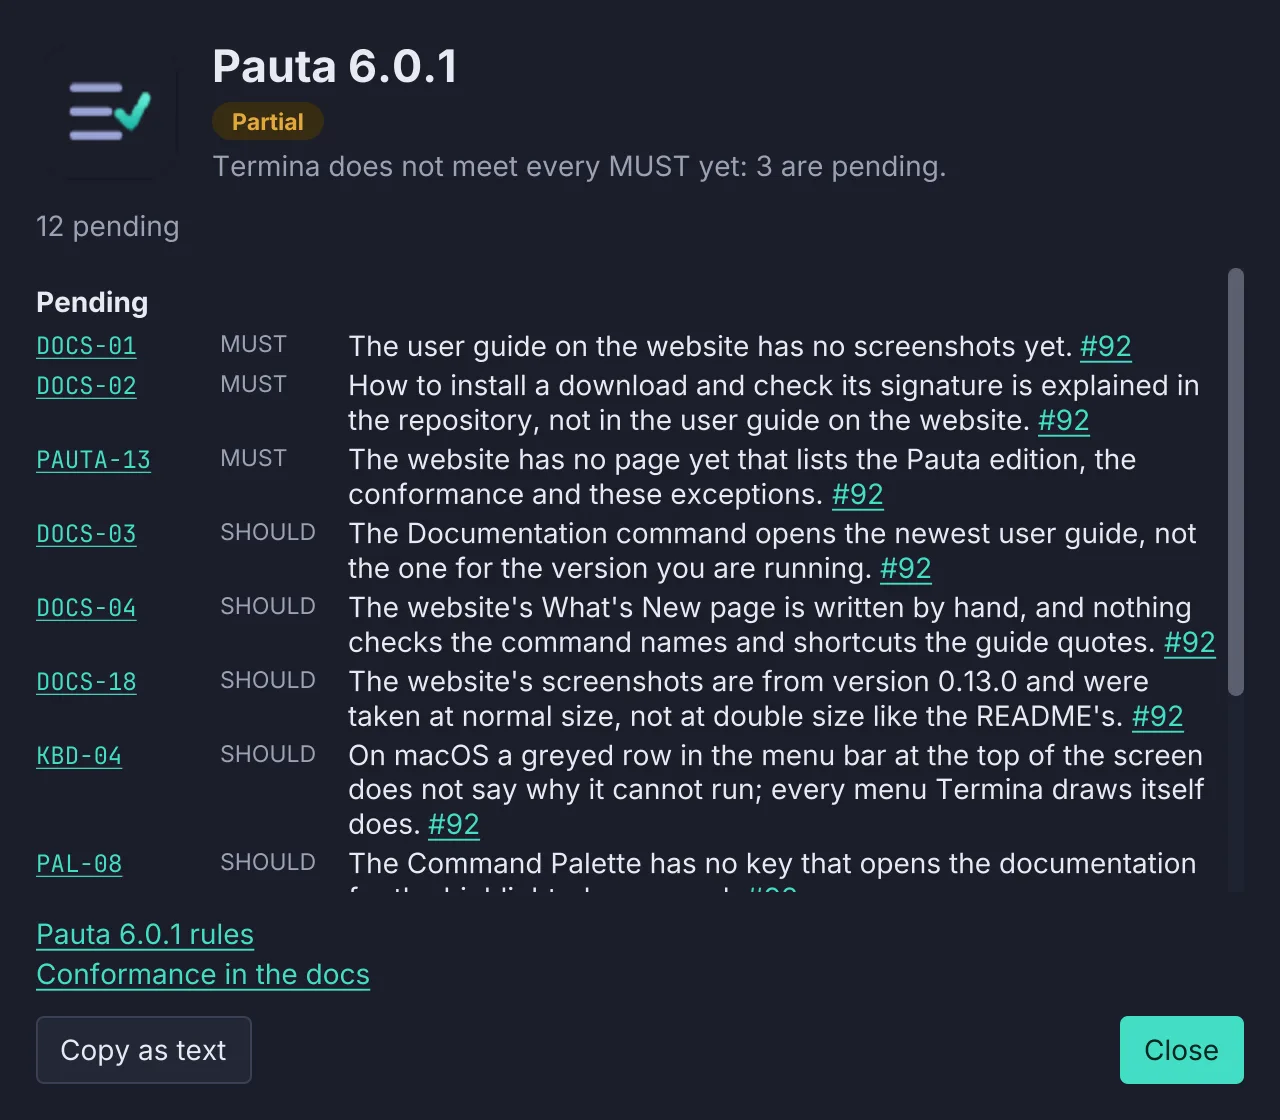 Pauta 6.0.1
Partial
Termina does not meet every MUST yet: 3 are pending.
12 pending
Pending
DOCS-01 MUST The user guide on the website has no screenshots yet. #92
DOCS-02 MUST How to install a download and check its signature is explained in
the repository, not in the user guide on the website. #92
PAUTA-13 MUST The website has no page yet that lists the Pauta edition, the
conformance and these exceptions. #92
DOCS-03 SHOULD The Documentation command opens the newest user guide, not
the one for the version you are running. #92
DOCS-04 SHOULD The website's What's New page is written by hand, and nothing
checks the command names and shortcuts the guide quotes. #92
DOCS-18 SHOULD The website's screenshots are from version 0.13.0 and were
taken at normal size, not at double size like the README's. #92
KBD-04 SHOULD On macOS a greyed row in the menu bar at the top of the screen
does not say why it cannot run; every menu Termina draws itself
does. #92
PAL-08 SHOULD The Command Palette has no key that opens the documentation
Pauta 6.0.1 rules
Conformance in the docs
Copy as text
Close